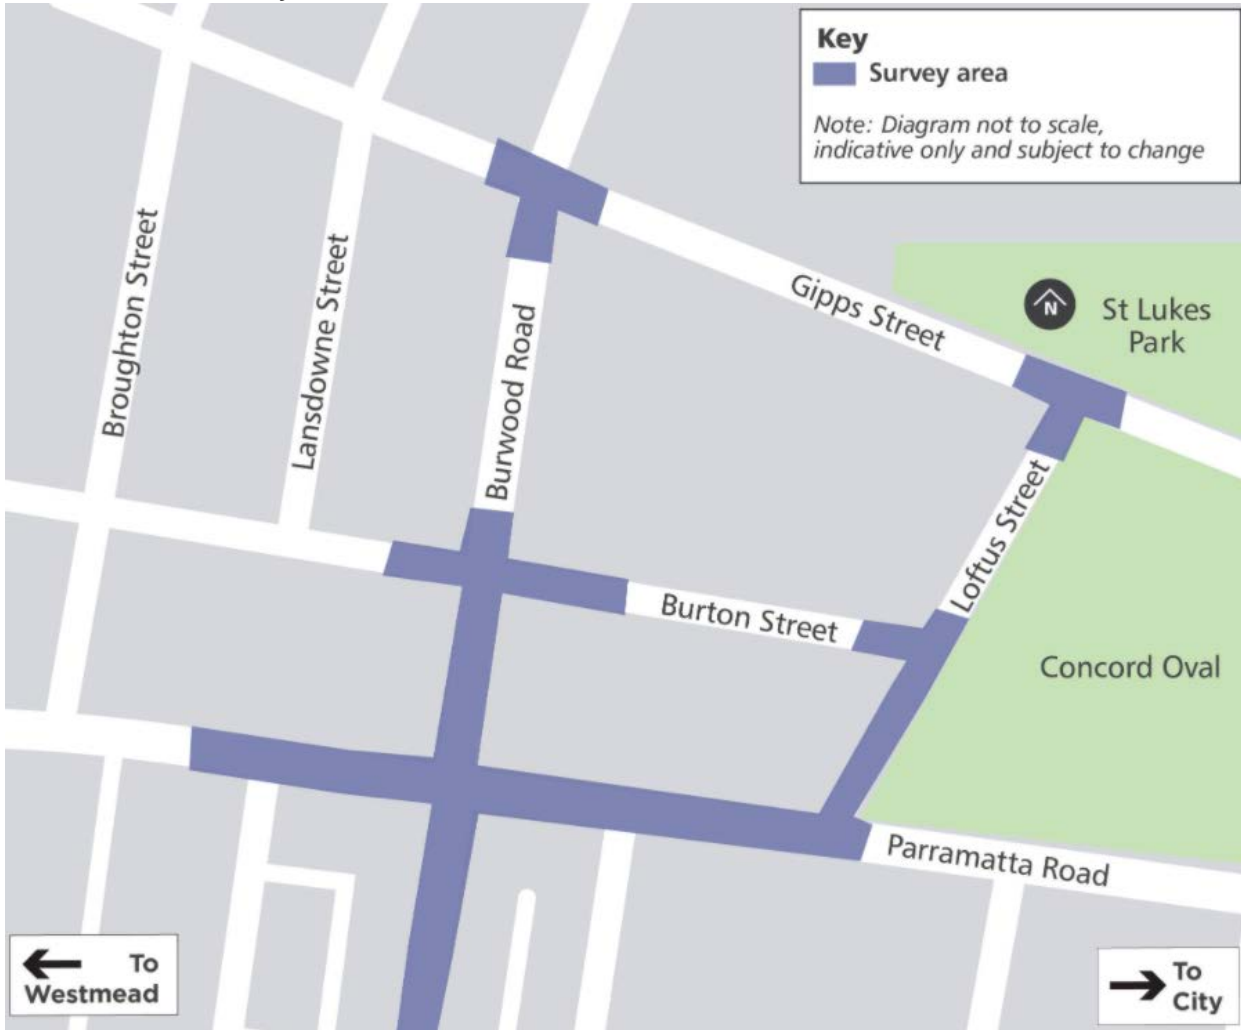 Key
Survey area
Note: Diagram not to scale,
indicative only and subject to change
Broughton Street
Lansdowne Street
Burwood Road
Gipps Street
N
St Lukes
Park
Loftus Street
Burton Street
Concord Oval
Parramatta Road
To
Westmead
To
City